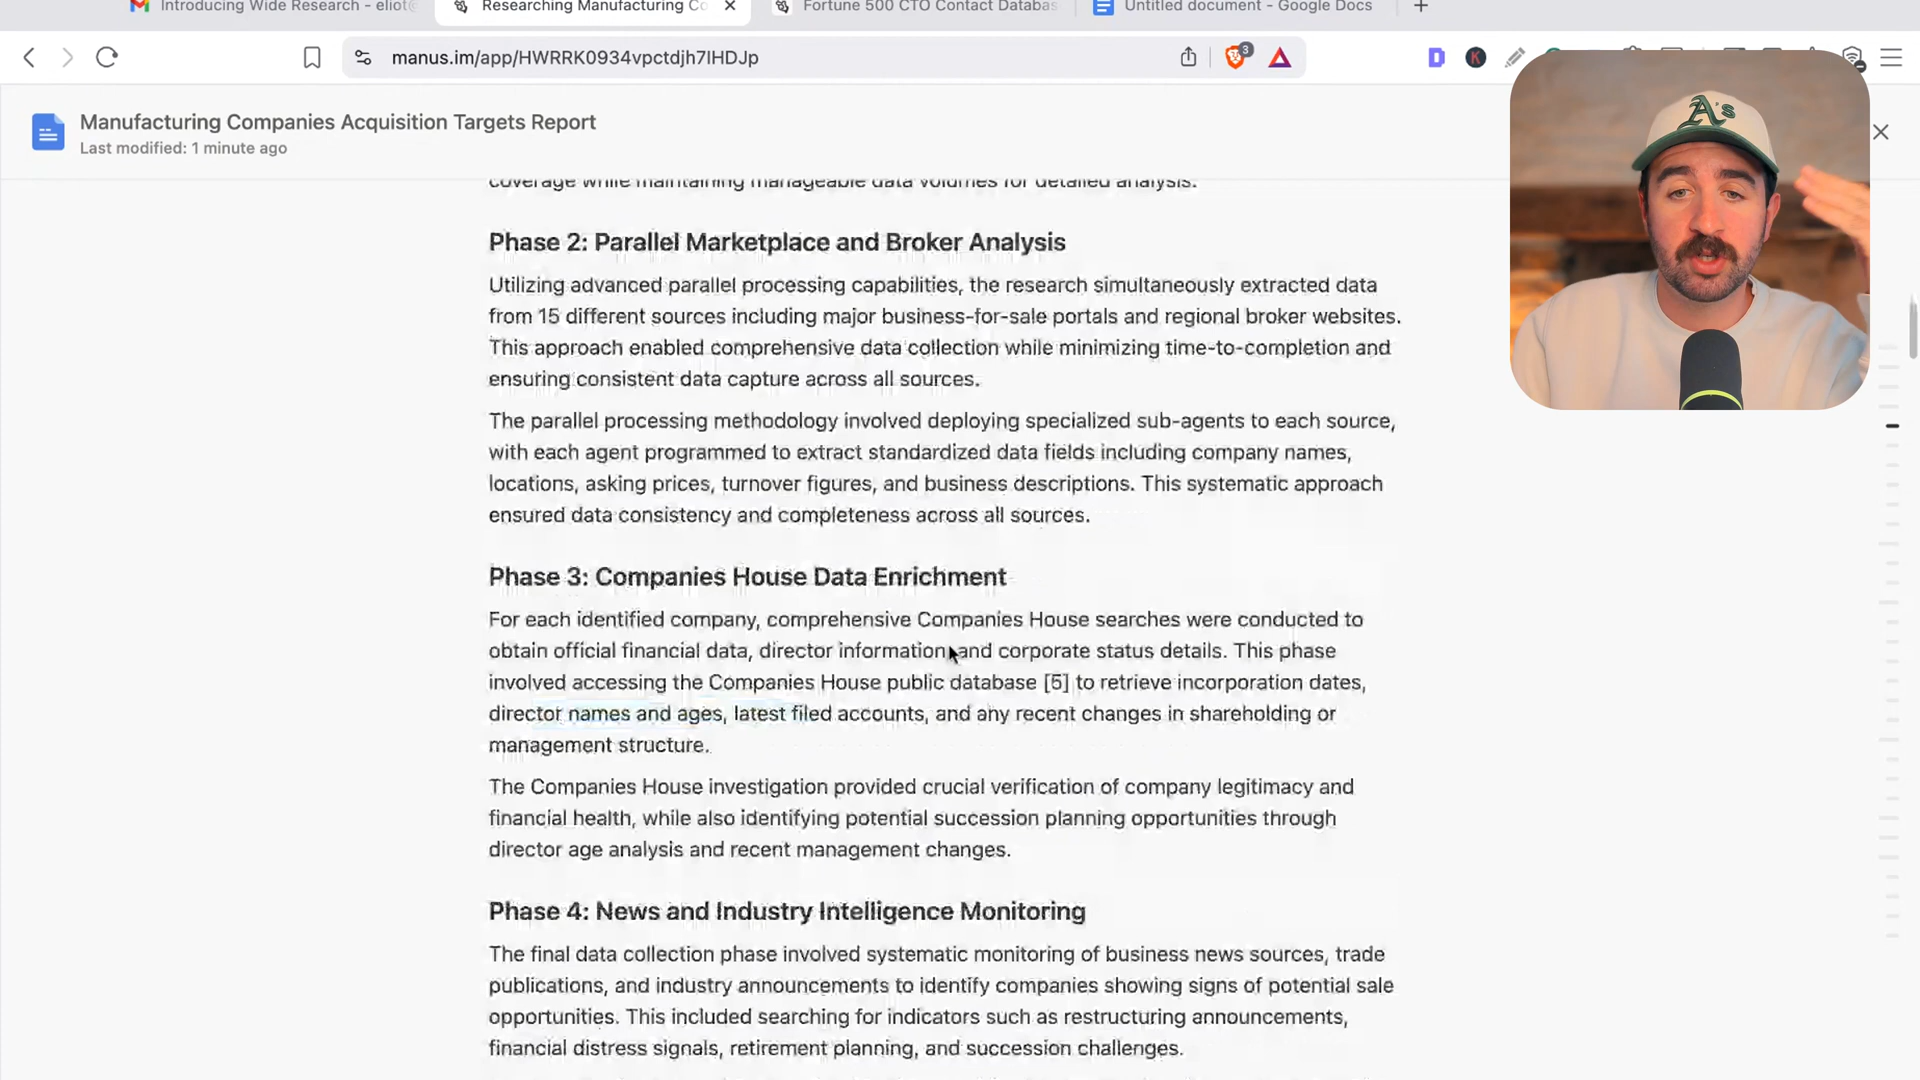 Introducing Wide Research - eliot@
Researching Manufacturing Co
Fortune 500 CTO Contact Databas
Untitled document - Google Docs
manus.im/app/HWRRK0934vpctdjh7IHDJp
3
D
K
A's
Manufacturing Companies Acquisition Targets Report
Last modified: 1 minute ago
coverage while maintaining manageable data volumes for detailed analysis.
Phase 2: Parallel Marketplace and Broker Analysis
Utilizing advanced parallel processing capabilities, the research simultaneously extracted data
from 15 different sources including major business-for-sale portals and regional broker websites.
This approach enabled comprehensive data collection while minimizing time-to-completion and
ensuring consistent data capture across all sources.
The parallel processing methodology involved deploying specialized sub-agents to each source,
with each agent programmed to extract standardized data fields including company names,
locations, asking prices, turnover figures, and business descriptions. This systematic approach
ensured data consistency and completeness across all sources.
Phase 3: Companies House Data Enrichment
For each identified company, comprehensive Companies House searches were conducted to
obtain official financial data, director information, and corporate status details. This phase
involved accessing the Companies House public database [5] to retrieve incorporation dates,
director names and ages, latest filed accounts, and any recent changes in shareholding or
management structure.
The Companies House investigation provided crucial verification of company legitimacy and
financial health, while also identifying potential succession planning opportunities through
director age analysis and recent management changes.
Phase 4: News and Industry Intelligence Monitoring
The final data collection phase involved systematic monitoring of business news sources, trade
publications, and industry announcements to identify companies showing signs of potential sale
opportunities. This included searching for indicators such as restructuring announcements,
financial distress signals, retirement planning, and succession challenges.